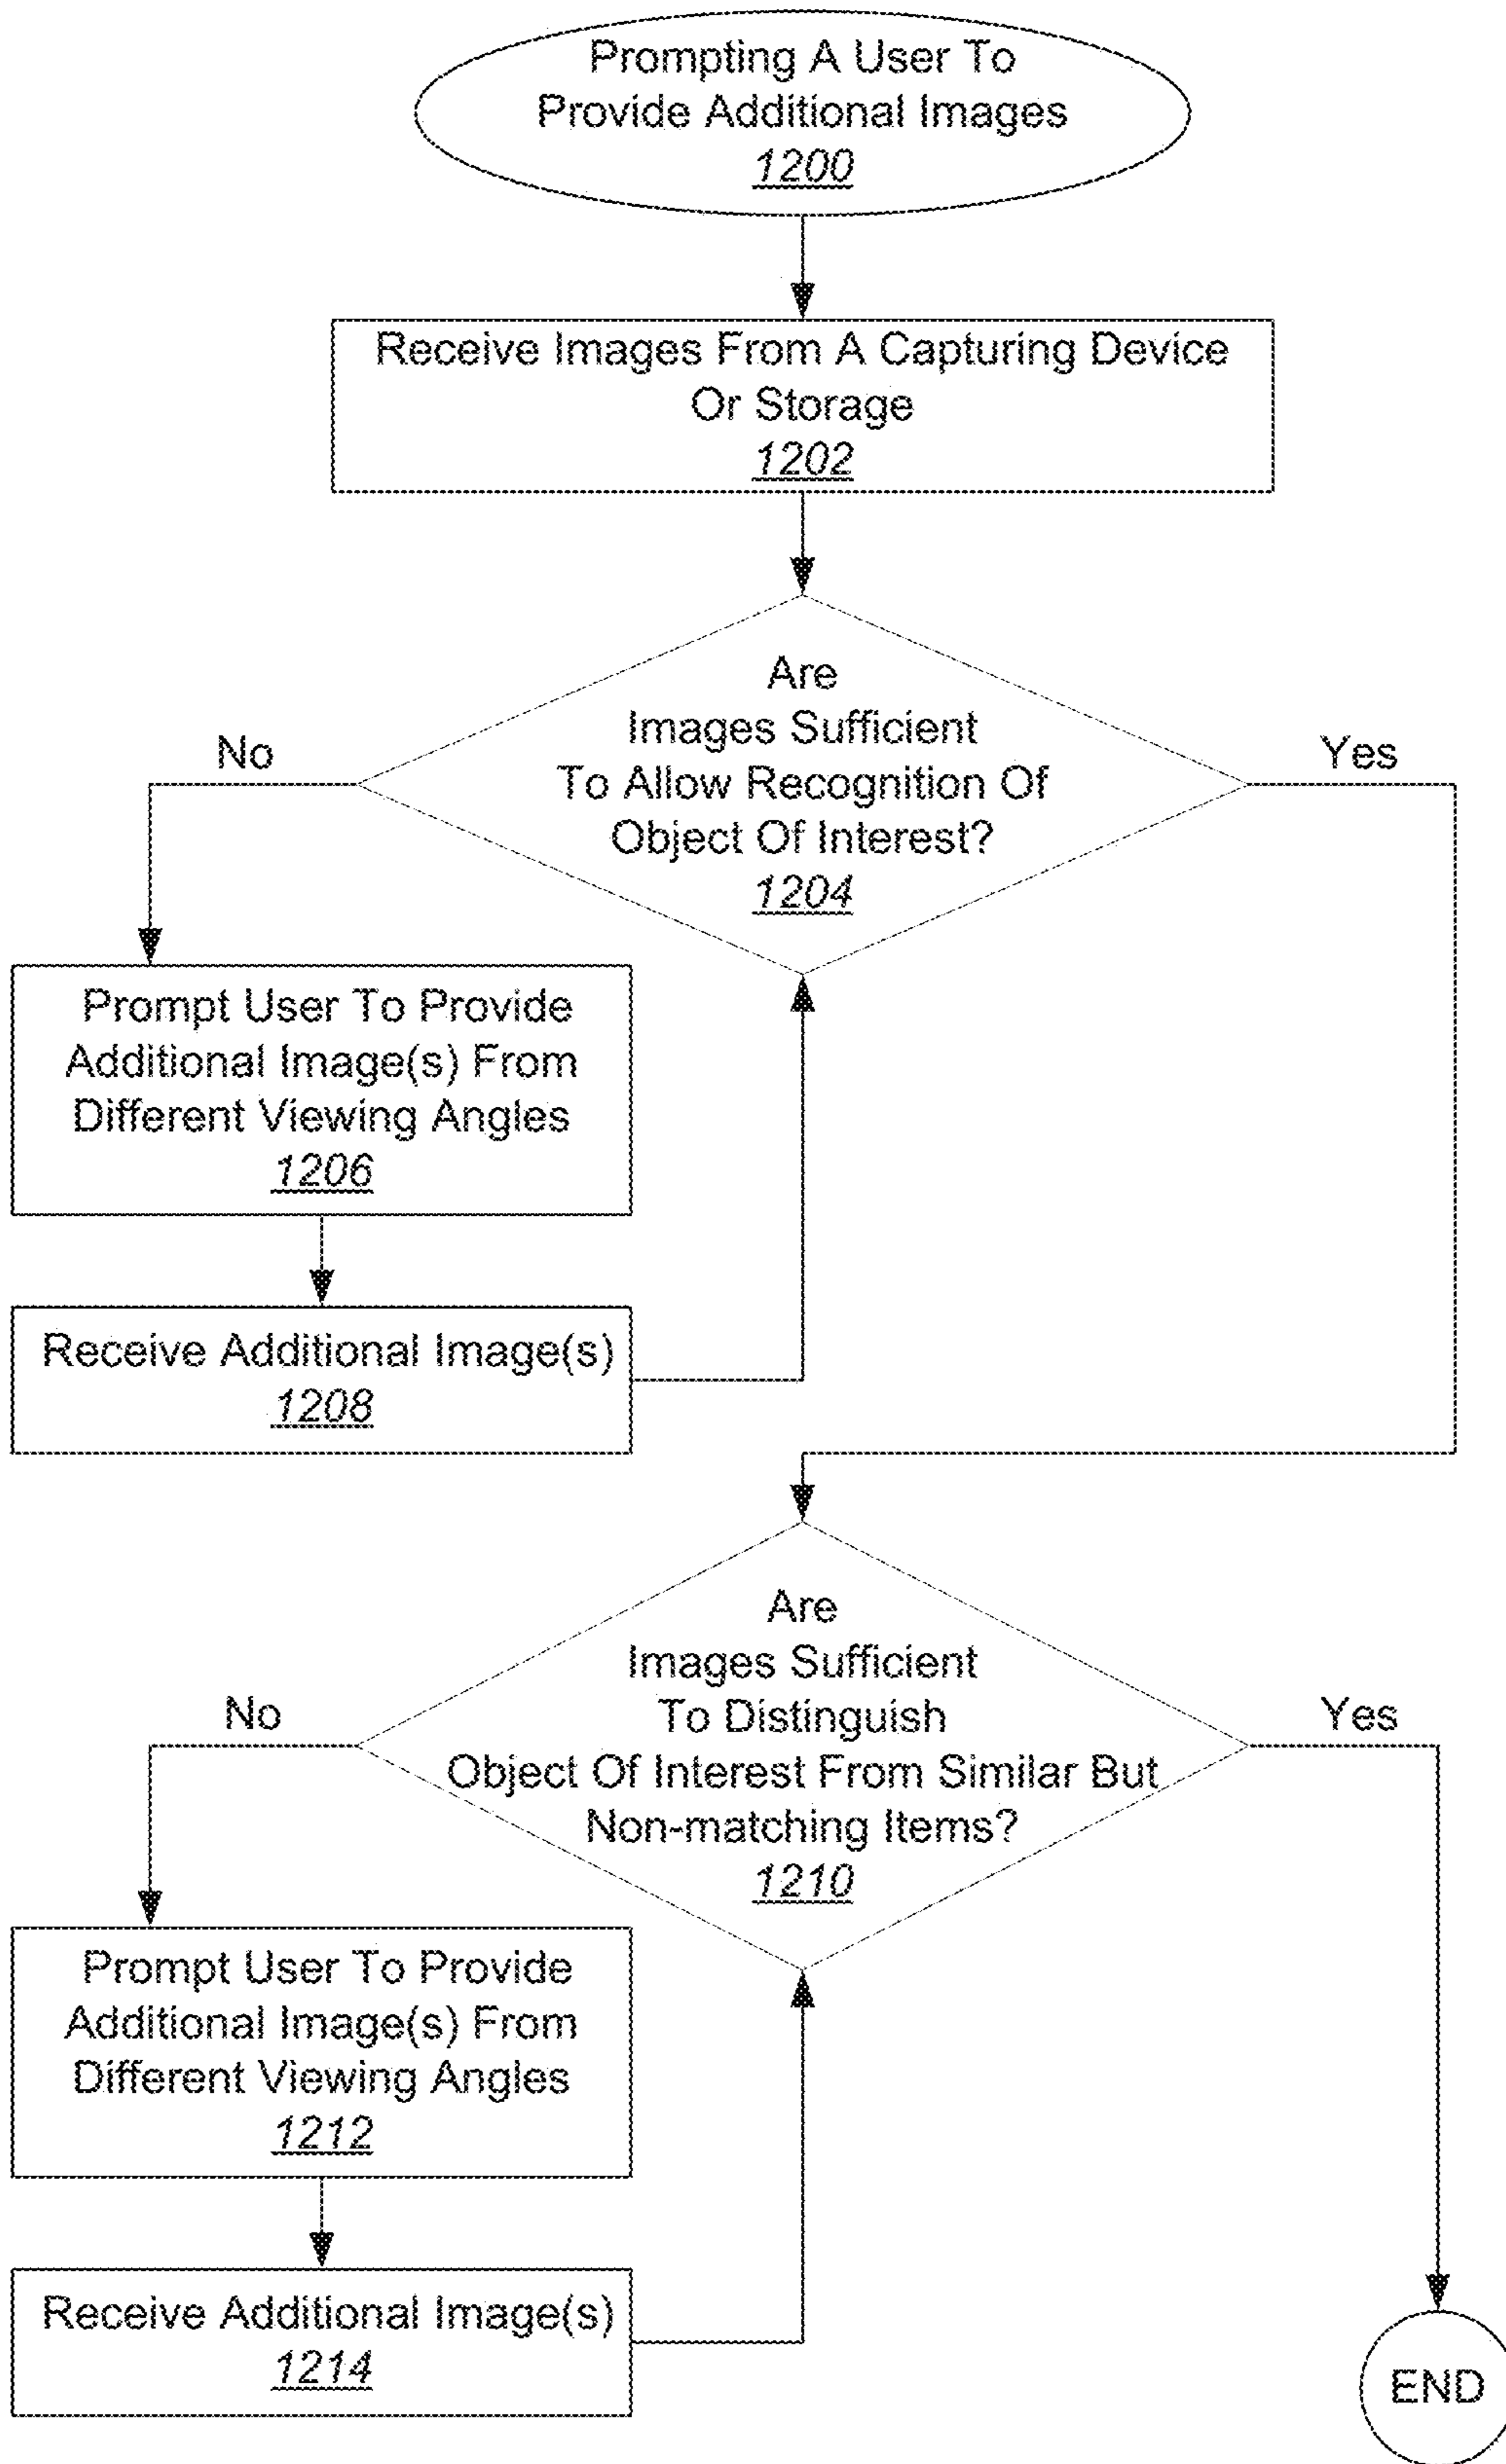 Prompting A User To
Provide Additional Images
1200
Receive Images From A Capturing Device
Or Storage
1202
Are
Images Sufficient
To Allow Recognition Of
Object Of Interest?
1204
No
Yes
Prompt User To Provide
Additional Image(s) From
Different Viewing Angles
1206
Receive Additional Image(s)
1208
Are
Images Sufficient
To Distinguish
Object Of Interest From Similar But
Non-matching Items?
1210
No
Yes
Prompt User To Provide
Additional Image(s) From
Different Viewing Angles
1212
Receive Additional Image(s)
1214
END